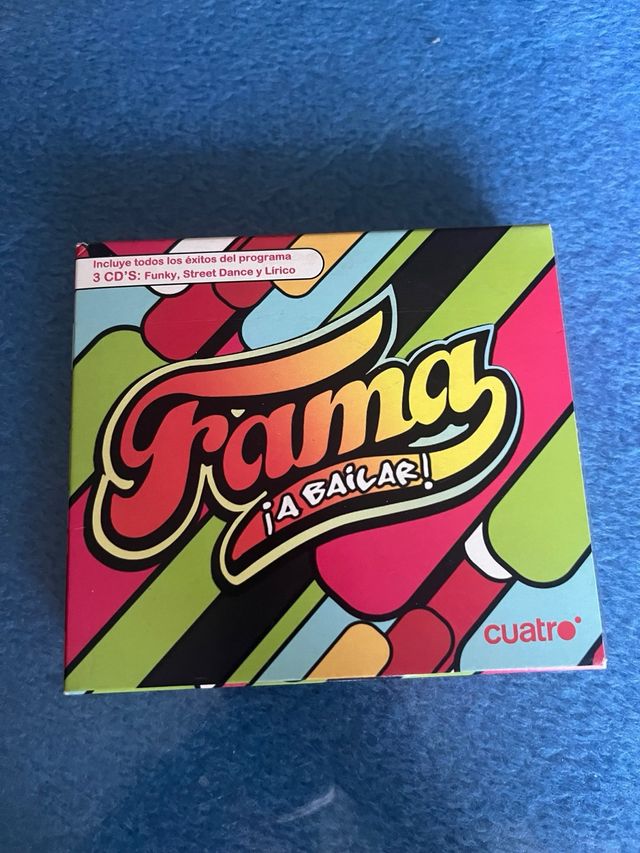 Incluye todos los éxitos del programa
3 CD'S: Funky, Street Dance y Lírico
Fama
¡A BAILAR!
cuatro